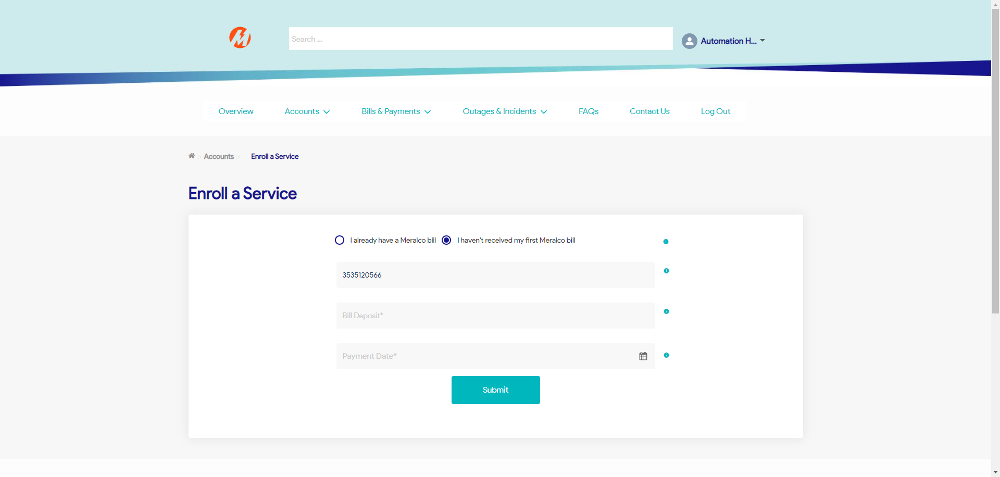 Search ...
Automation H...
Overview
Accounts
Bills & Payments
Outages & Incidents
FAQs
Contact Us
Log Out
> Accounts > Enroll a Service
Enroll a Service
I already have a Meralco bill
I haven't received my first Meralco bill
3535120566
Bill Deposit*
Payment Date*
Submit